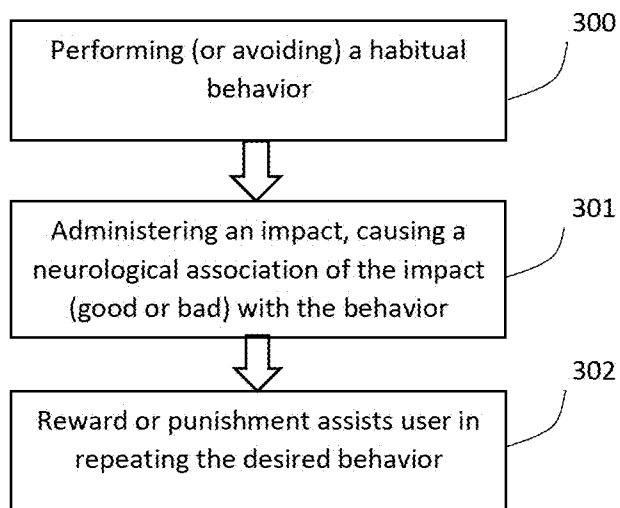 300
Performing (or avoiding) a habitual
behavior
301
Administering an impact, causing a
neurological association of the impact
(good or bad) with the behavior
302
Reward or punishment assists user in
repeating the desired behavior